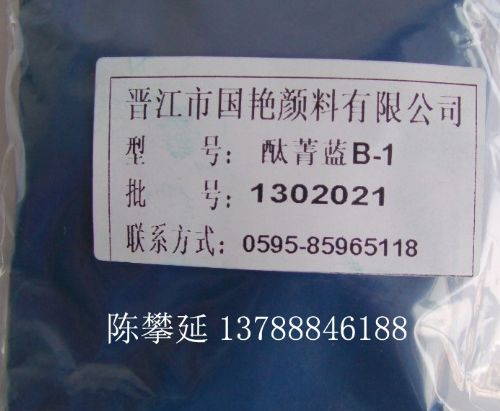 晋江市国艳颜料有限公司
型 号: 酞菁蓝B-1
批 号: 1302021
联系方式: 0595-85965118
陈攀延 13788846188